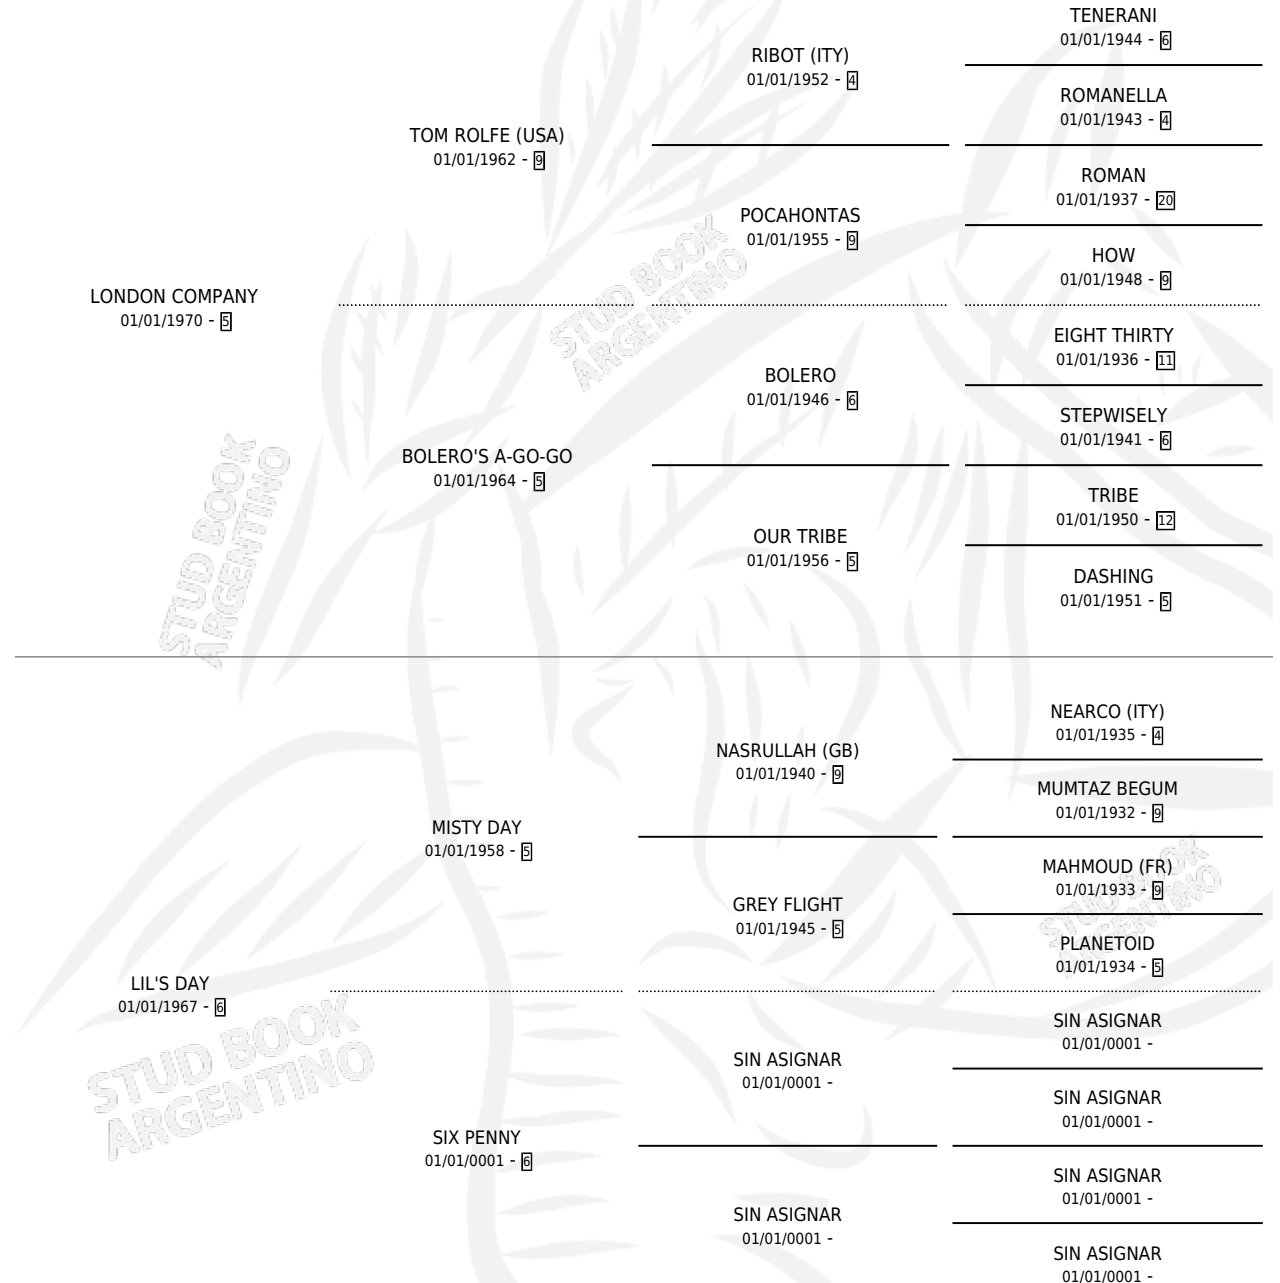 TENERANI
01/01/1944 - 6
RIBOT (ITY)
01/01/1952 - 4
ROMANELLA
01/01/1943 - 4
TOM ROLFE (USA)
01/01/1962 - 9
ROMAN
01/01/1937 - 20
POCAHONTAS
01/01/1955 - 9
HOW
01/01/1948 - 9
LONDON COMPANY
01/01/1970 - 5
EIGHT THIRTY
01/01/1936 - 11
BOLERO
01/01/1946 - 6
STEPWISELY
01/01/1941 - 6
BOLERO'S A-GO-GO
01/01/1964 - 5
TRIBE
01/01/1950 - 12
OUR TRIBE
01/01/1956 - 5
DASHING
01/01/1951 - 5
STUD BOOK
ARGENTINO
STUD BOOK
ARGENTINO
NEARCO (ITY)
01/01/1935 - 4
NASRULLAH (GB)
01/01/1940 - 9
MUMTAZ BEGUM
01/01/1932 - 9
MISTY DAY
01/01/1958 - 5
MAHMOUD (FR)
01/01/1933 - 9
GREY FLIGHT
01/01/1945 - 5
PLANETOID
01/01/1934 - 5
LIL'S DAY
01/01/1967 - 6
SIN ASIGNAR
01/01/0001 -
SIN ASIGNAR
01/01/0001 -
SIN ASIGNAR
01/01/0001 -
SIX PENNY
01/01/0001 - 6
SIN ASIGNAR
01/01/0001 -
SIN ASIGNAR
01/01/0001 -
SIN ASIGNAR
01/01/0001 -
STUD BOOK
ARGENTINO
STUD BOOK
ARGENTINO